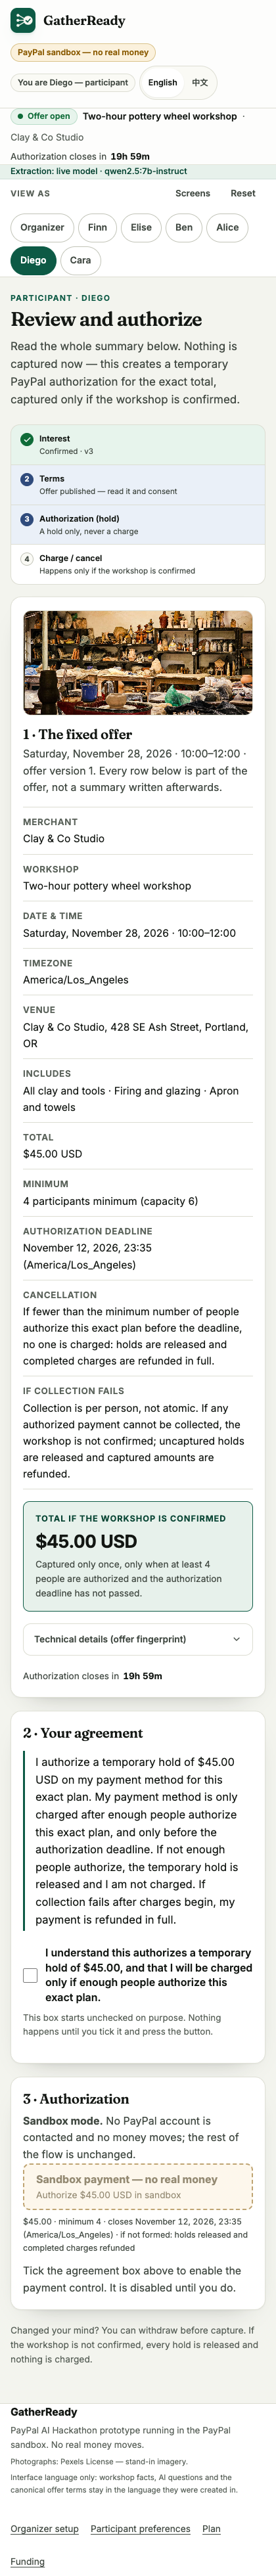 GatherReady
PayPal sandbox — no real money
You are Diego — participant
English
中文
Offer open
Two-hour pottery wheel workshop ·
Clay & Co Studio
Authorization closes in 19h 59m
Extraction: live model · qwen2.5:7b-instruct
VIEW AS
Screens
Reset
Organizer
Finn
Elise
Ben
Alice
Diego
Cara
PARTICIPANT · DIEGO
Review and authorize
Read the whole summary below. Nothing is
captured now — this creates a temporary
PayPal authorization for the exact total,
captured only if the workshop is confirmed.
Interest
Confirmed · v3
2
Terms
Offer published — read it and consent
3
Authorization (hold)
A hold only, never a charge
4
Charge / cancel
Happens only if the workshop is confirmed
1 · The fixed offer
Saturday, November 28, 2026 · 10:00–12:00 ·
offer version 1. Every row below is part of the
offer, not a summary written afterwards.
MERCHANT
Clay & Co Studio
WORKSHOP
Two-hour pottery wheel workshop
DATE & TIME
Saturday, November 28, 2026 · 10:00–12:00
TIMEZONE
America/Los_Angeles
VENUE
Clay & Co Studio, 428 SE Ash Street, Portland,
OR
INCLUDES
All clay and tools · Firing and glazing · Apron
and towels
TOTAL
$45.00 USD
MINIMUM
4 participants minimum (capacity 6)
AUTHORIZATION DEADLINE
November 12, 2026, 23:35
(America/Los_Angeles)
CANCELLATION
If fewer than the minimum number of people
authorize this exact plan before the deadline,
no one is charged: holds are released and
completed charges are refunded in full.
IF COLLECTION FAILS
Collection is per person, not atomic. If any
authorized payment cannot be collected, the
workshop is not confirmed; uncaptured holds
are released and captured amounts are
refunded.
TOTAL IF THE WORKSHOP IS CONFIRMED
$45.00 USD
Captured only once, only when at least 4
people are authorized and the authorization
deadline has not passed.
Technical details (offer fingerprint)
Authorization closes in 19h 59m
2 · Your agreement
I authorize a temporary hold of $45.00
USD on my payment method for this
exact plan. My payment method is only
charged after enough people authorize
this exact plan, and only before the
authorization deadline. If not enough
people authorize, the temporary hold is
released and I am not charged. If
collection fails after charges begin, my
payment is refunded in full.
I understand this authorizes a temporary
hold of $45.00, and that I will be charged
only if enough people authorize this
exact plan.
This box starts unchecked on purpose. Nothing
happens until you tick it and press the button.
3 · Authorization
Sandbox mode. No PayPal account is
contacted and no money moves; the rest of
the flow is unchanged.
Sandbox payment — no real money
Authorize $45.00 USD in sandbox
$45.00 · minimum 4 · closes November 12, 2026, 23:35
(America/Los_Angeles) · if not formed: holds released and
completed charges refunded
Tick the agreement box above to enable the
payment control. It is disabled until you do.
Changed your mind? You can withdraw before capture. If
the workshop is not confirmed, every hold is released and
nothing is charged.
GatherReady
PayPal AI Hackathon prototype running in the PayPal
sandbox. No real money moves.
Photographs: Pexels License — stand-in imagery.
Interface language only: workshop facts, AI questions and the
canonical offer terms stay in the language they were created in.
Organizer setup
Participant preferences
Plan
Funding